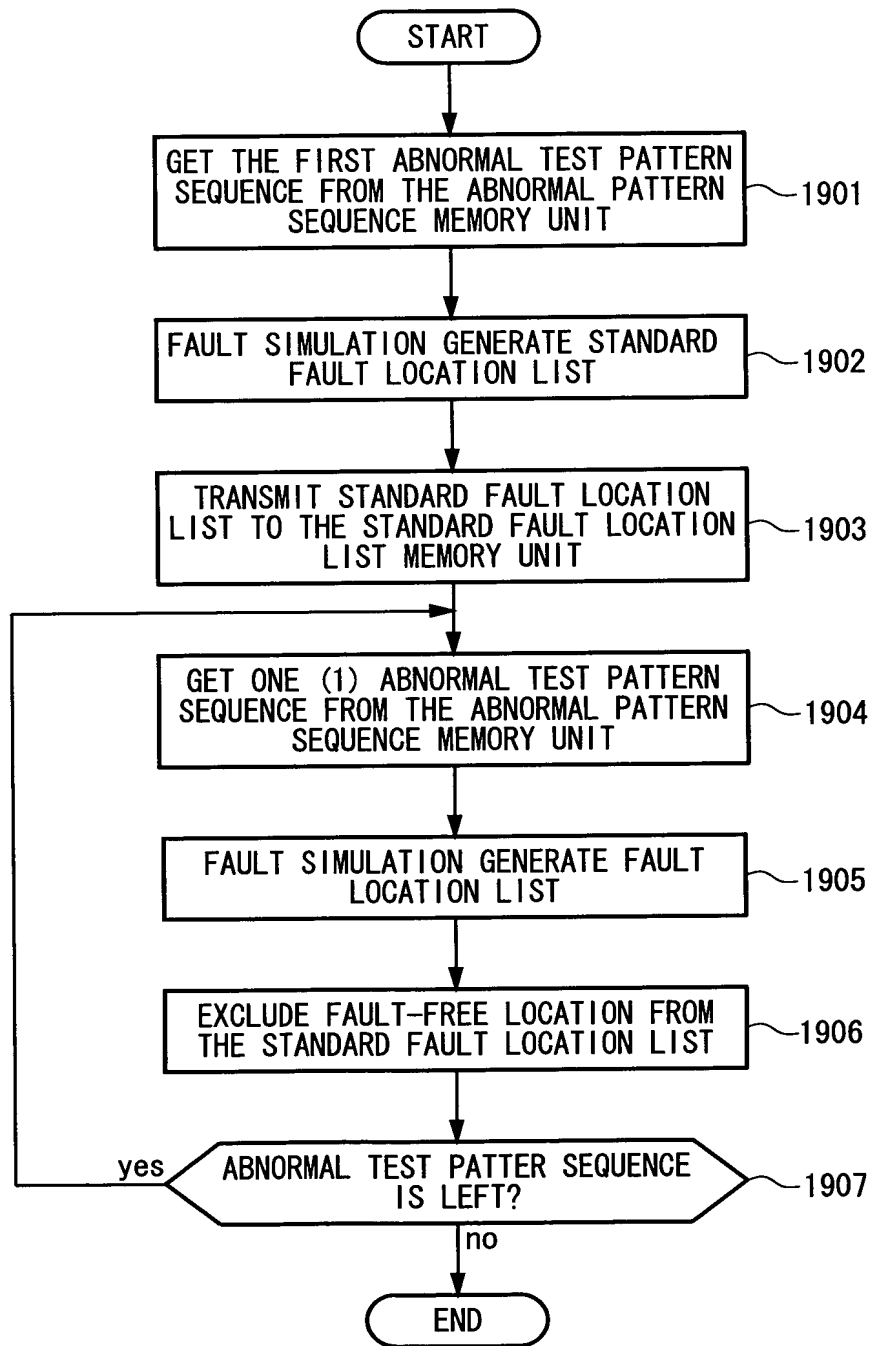 START
GET THE FIRST ABNORMAL TEST PATTERN
SEQUENCE FROM THE ABNORMAL PATTERN
SEQUENCE MEMORY UNIT
1901
FAULT SIMULATION GENERATE STANDARD
FAULT LOCATION LIST
1902
TRANSMIT STANDARD FAULT LOCATION
LIST TO THE STANDARD FAULT LOCATION
LIST MEMORY UNIT
1903
GET ONE (1) ABNORMAL TEST PATTERN
SEQUENCE FROM THE ABNORMAL PATTERN
SEQUENCE MEMORY UNIT
1904
FAULT SIMULATION GENERATE FAULT
LOCATION LIST
1905
EXCLUDE FAULT-FREE LOCATION FROM
THE STANDARD FAULT LOCATION LIST
1906
yes
ABNORMAL TEST PATTER SEQUENCE
IS LEFT?
1907
no
END